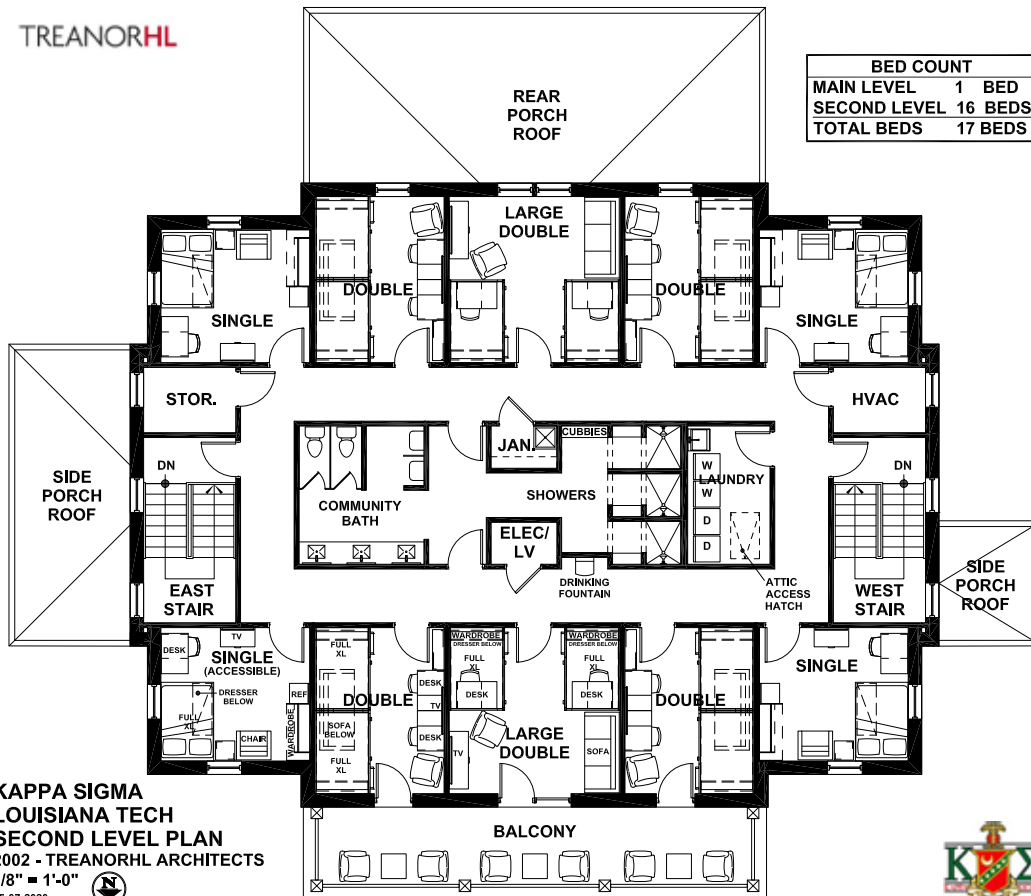 TREANORHL
BED COUNT
MAIN LEVEL 1 BED
SECOND LEVEL 16 BEDS
TOTAL BEDS 17 BEDS
REAR
PORCH
ROOF
LARGE
DOUBLE
DOUBLE
DOUBLE
SINGLE
SINGLE
STOR.
HVAC
JAN.
CUBBIES
SIDE
PORCH
ROOF
DN
COMMUNITY
BATH
SHOWERS
W
W
D
D
LAUNDRY
DN
ELEC/
LV
DRINKING
FOUNTAIN
ATTIC
ACCESS
HATCH
EAST
STAIR
WEST
STAIR
SIDE
PORCH
ROOF
TV
DESK
SINGLE
(ACCESSIBLE)
DRESSER
BELOW
FULL
XL
REF
CHAIR
WARDROBE
FULL
XL
DOUBLE
SOFA
BELOW
FULL
XL
DESK
TV
DESK
WARDROBE
DRESSER BELOW
FULL
XL
DESK
WARDROBE
DRESSER BELOW
FULL
XL
DESK
LARGE
DOUBLE
TV
SOFA
DOUBLE
SINGLE
BALCONY
KAPPA SIGMA
LOUISIANA TECH
SECOND LEVEL PLAN
2002 - TREANORHL ARCHITECTS
/8" = 1'-0"
N
KΣ